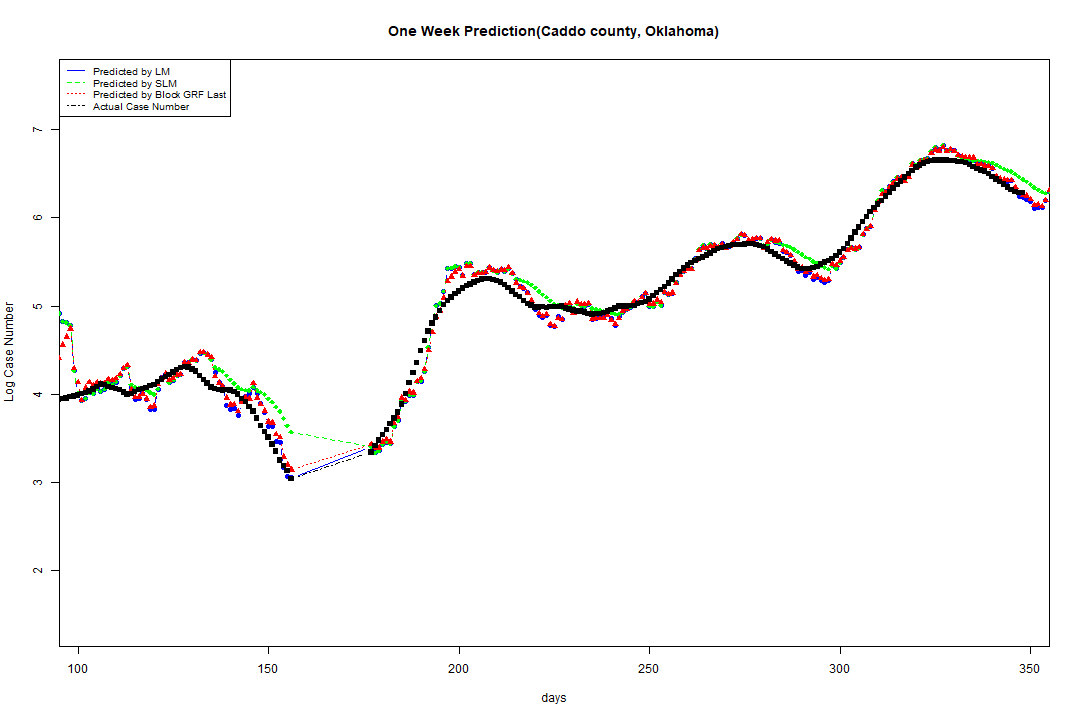 One Week Prediction(Caddo county, Oklahoma)
Predicted by LM
Predicted by SLM
Predicted by Block GRF Last
Actual Case Number
7
6
5
4
3
2
Log Case Number
100 150 200 250 300 350
days